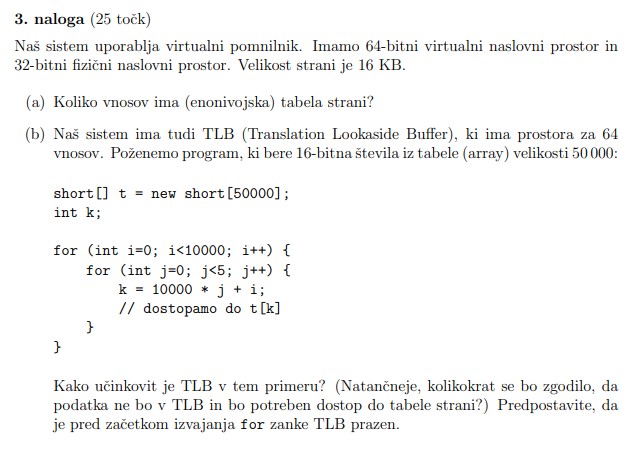 3. naloga (25 točk)
Naš sistem uporablja virtualni pomnilnik. Imamo 64-bitni virtualni naslovni prostor in
32-bitni fizični naslovni prostor. Velikost strani je 16 KB.
(a) Koliko vnosov ima (enonivojska) tabela strani?
(b) Naš sistem ima tudi TLB (Translation Lookaside Buffer), ki ima prostora za 64
vnosov. Poženemo program, ki bere 16-bitna števila iz tabele (array) velikosti 50 000:
short[] t = new short[50000];
int k;
for (int i=0; i<10000; i++) {
for (int j=0; j<5; j++) {
k = 10000 * j + i;
// dostopamo do t[k]
}
}
Kako učinkovit je TLB v tem primeru? (Natančneje, kolikokrat se bo zgodilo, da
podatka ne bo v TLB in bo potreben dostop do tabele strani?) Predpostavite, da
je pred začetkom izvajanja for zanke TLB prazen.